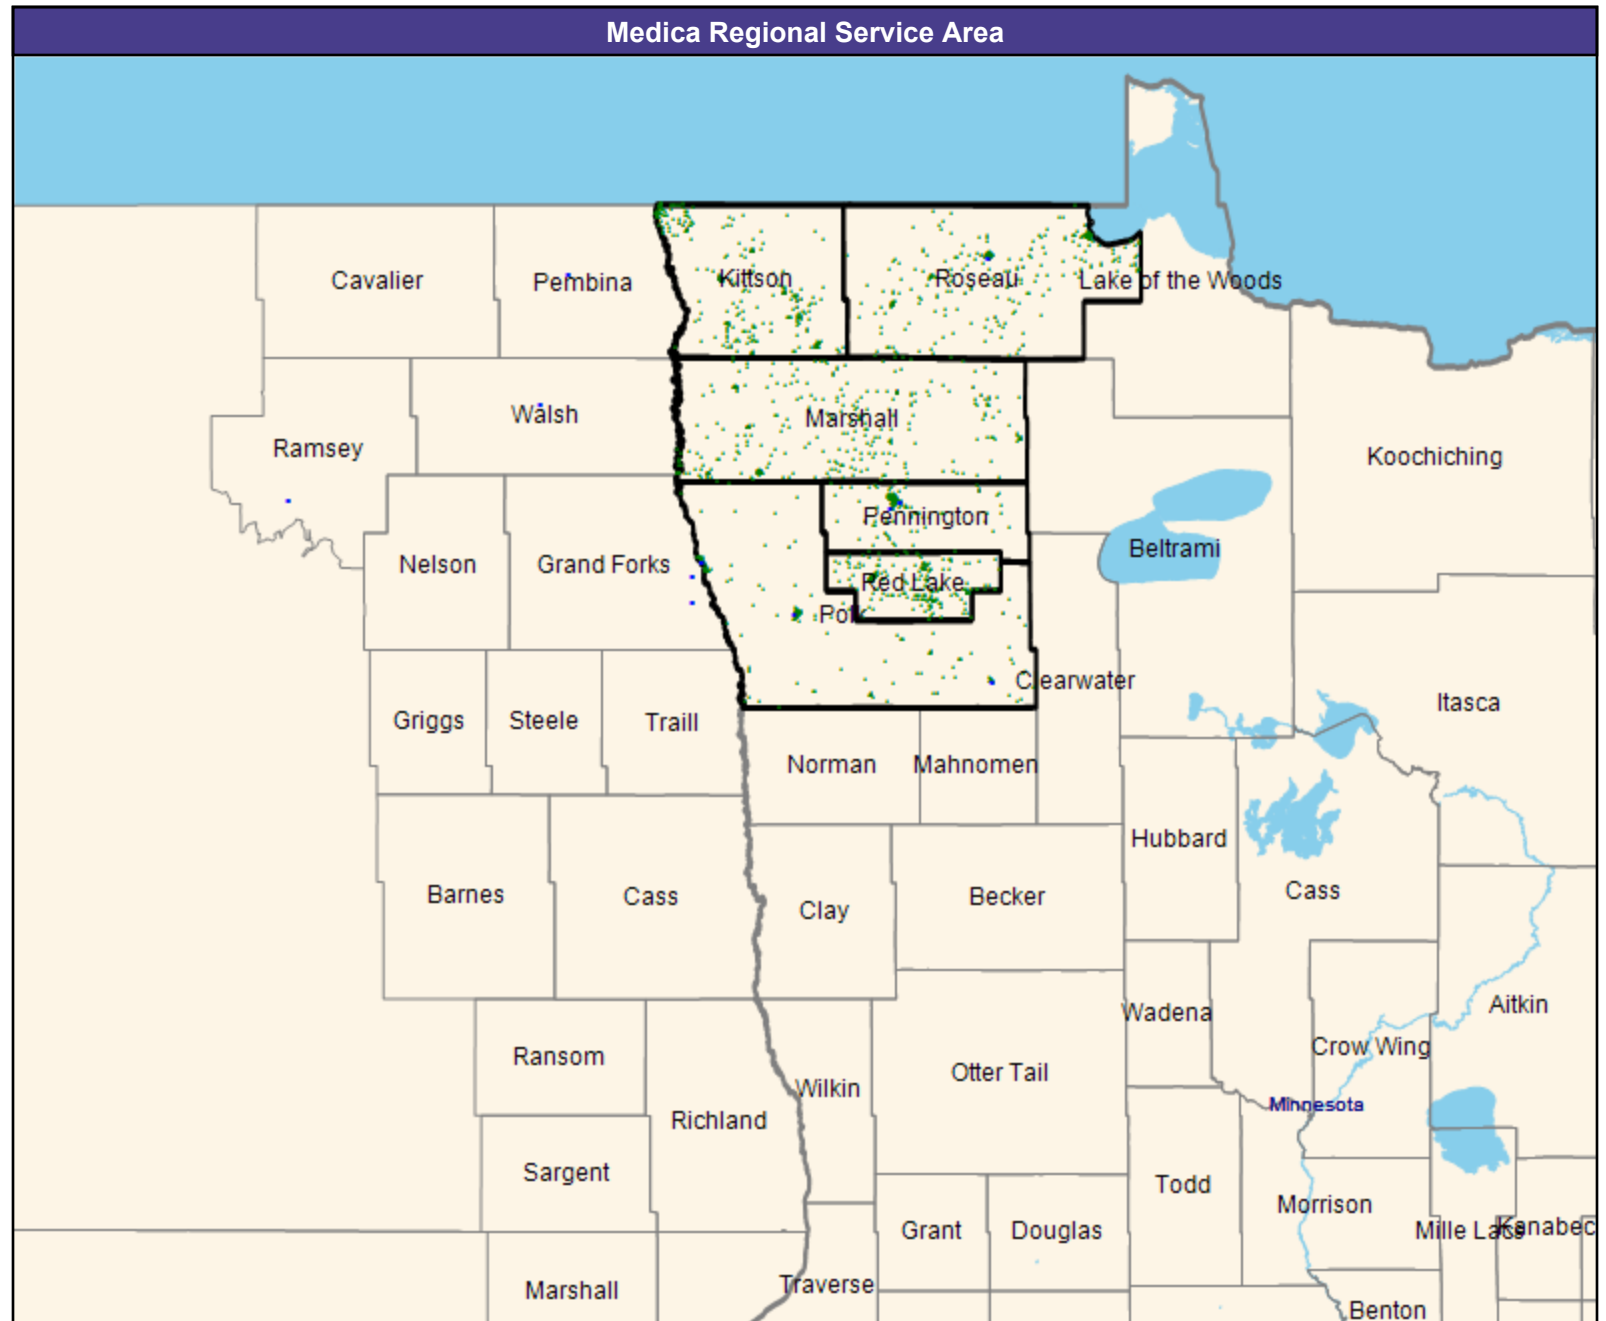 Medica Regional Service Area
Cavalier
Pembina
Kittson
Roseau
Lake of the Woods
Walsh
Marshall
Ramsey
Koochiching
Pennington
Beltrami
Nelson
Grand Forks
Red Lake
Polk
Clearwater
Griggs
Steele
Traill
Itasca
Norman
Mahnomen
Hubbard
Barnes
Cass
Clay
Becker
Cass
Wadena
Aitkin
Ransom
Crow Wing
Otter Tail
Wilkin
Minnesota
Richland
Sargent
Todd
Morrison
Grant
Douglas
Mille Lacs
Kanabec
Marshall
Traverse
Benton